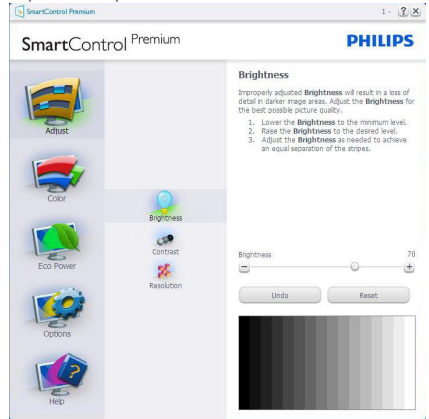 SmartControl Premium
1 - ? ×
SmartControl Premium
PHILIPS
Adjust
Color
Eco Power
Options
Help
Brightness
Contrast
Resolution
Brightness
Improperly adjusted Brightness will result in a loss of
detail in darker image areas. Adjust the Brightness for
the best possible picture quality.
1. Lower the Brightness to the minimum level.
2. Raise the Brightness to the desired level.
3. Adjust the Brightness as needed to achieve
an equal separation of the stripes.
Brightness 70
Undo Reset